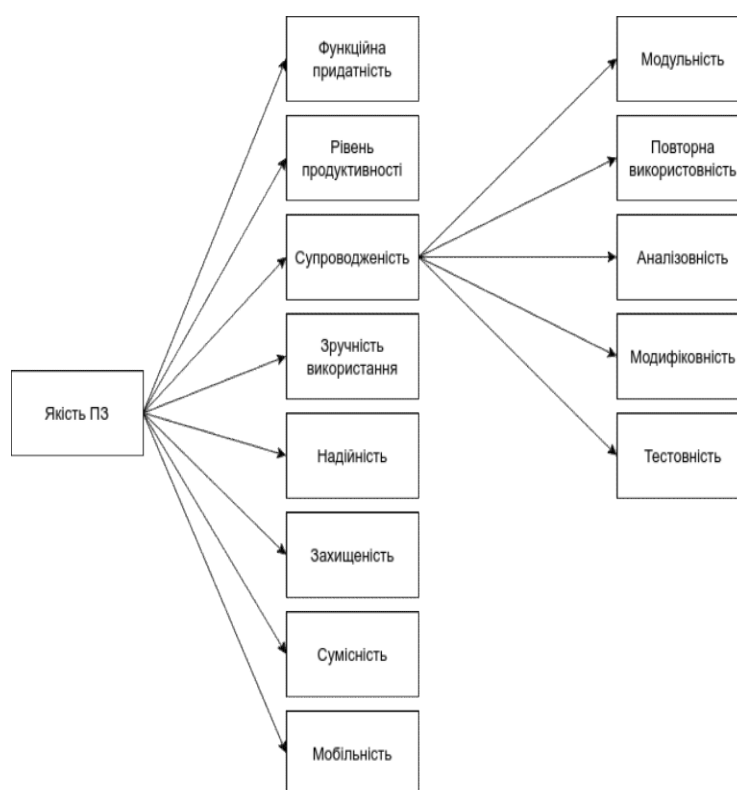 Якість ПЗ
Функційна
придатність
Рівень
продуктивності
Супроводженість
Зручність
використання
Надійність
Захищеність
Сумісність
Мобільність
Модульність
Повторна
використовність
Аналізовність
Модифіковність
Тестовність